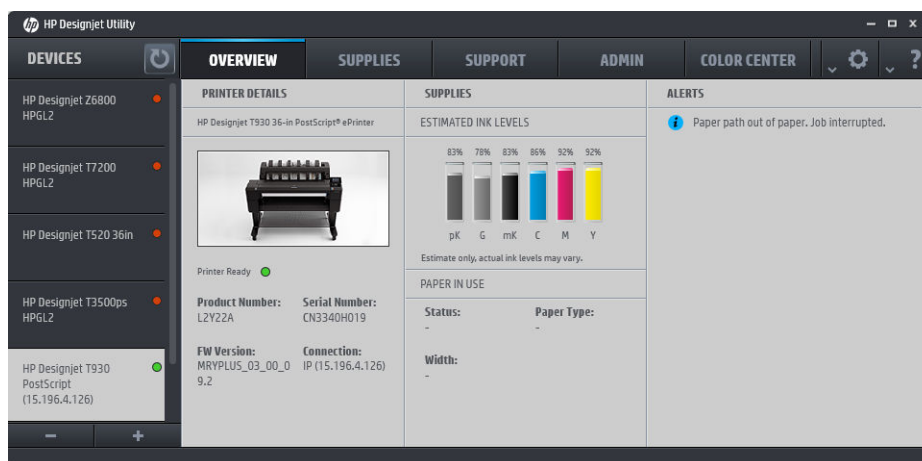 hp HP Designjet Utility
DEVICES
OVERVIEW
SUPPLIES
SUPPORT
ADMIN
COLOR CENTER
?
HP Designjet Z6800
HPGL2
HP Designjet T7200
HPGL2
HP Designjet T520 36in
HP Designjet T3500ps
HPGL2
HP Designjet T930
PostScript
(15.196.4.126)
PRINTER DETAILS
HP Designjet T930 36-in PostScript® ePrinter
Printer Ready
Product Number: Serial Number:
L2Y22A CN3340H019
FW Version: Connection:
MRYPLUS_03_00_0 IP (15.196.4.126)
9.2
SUPPLIES
ESTIMATED INK LEVELS
83% 78% 83% 86% 92% 92%
pK G mK C M Y
Estimate only, actual ink levels may vary.
PAPER IN USE
Status: Paper Type:
- -
Width:
-
ALERTS
Paper path out of paper. Job interrupted.